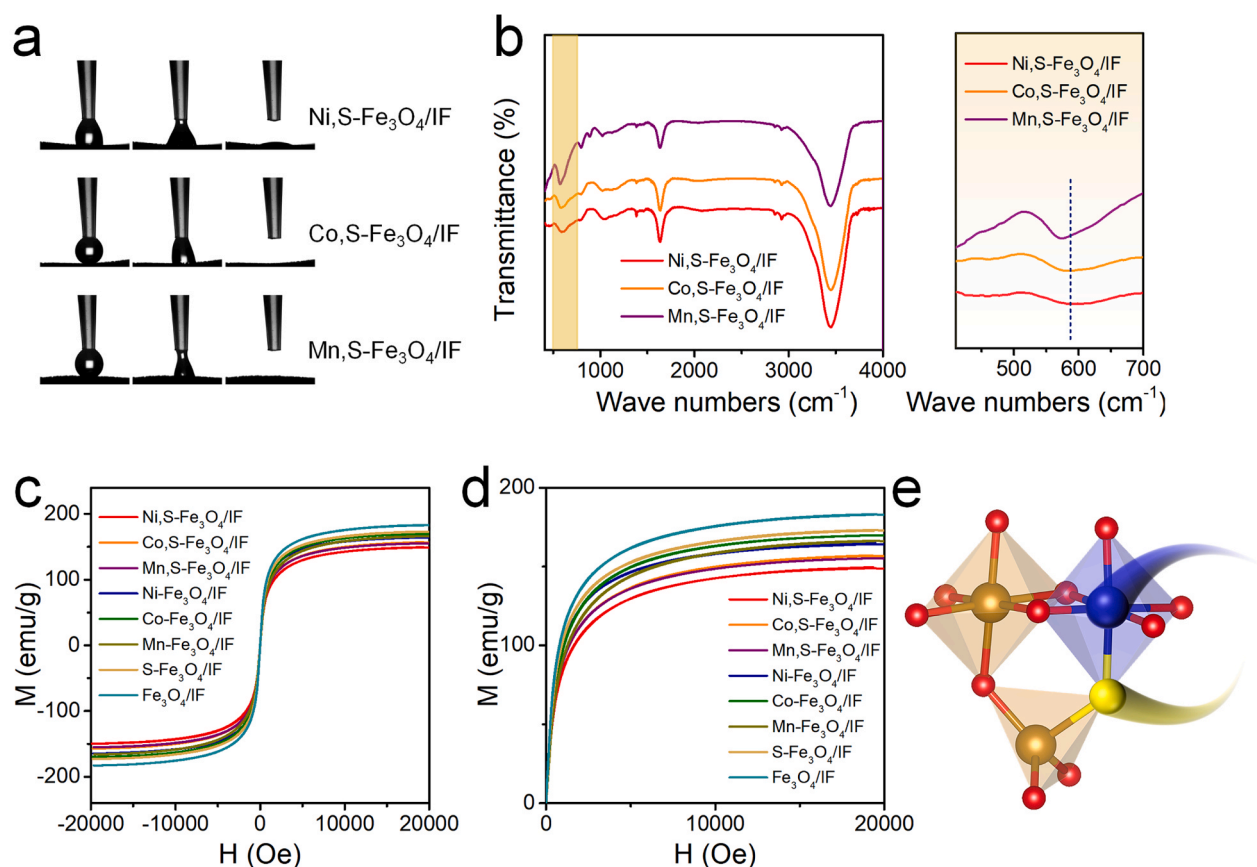 a
Ni,S-Fe₃O₄/IF
Co,S-Fe₃O₄/IF
Mn,S-Fe₃O₄/IF
b
Transmittance (%)
Ni,S-Fe₃O₄/IF
Co,S-Fe₃O₄/IF
Mn,S-Fe₃O₄/IF
1000 2000 3000 4000
Wave numbers (cm⁻¹)
Ni,S-Fe₃O₄/IF
Co,S-Fe₃O₄/IF
Mn,S-Fe₃O₄/IF
500 600 700
Wave numbers (cm⁻¹)
c
M (emu/g)
200
100
0
-100
-200
Ni,S-Fe₃O₄/IF
Co,S-Fe₃O₄/IF
Mn,S-Fe₃O₄/IF
Ni-Fe₃O₄/IF
Co-Fe₃O₄/IF
Mn-Fe₃O₄/IF
S-Fe₃O₄/IF
Fe₃O₄/IF
-20000 -10000 0 10000 20000
H (Oe)
d
M (emu/g)
200
100
0
Ni,S-Fe₃O₄/IF
Co,S-Fe₃O₄/IF
Mn,S-Fe₃O₄/IF
Ni-Fe₃O₄/IF
Co-Fe₃O₄/IF
Mn-Fe₃O₄/IF
S-Fe₃O₄/IF
Fe₃O₄/IF
0 10000 20000
H (Oe)
e